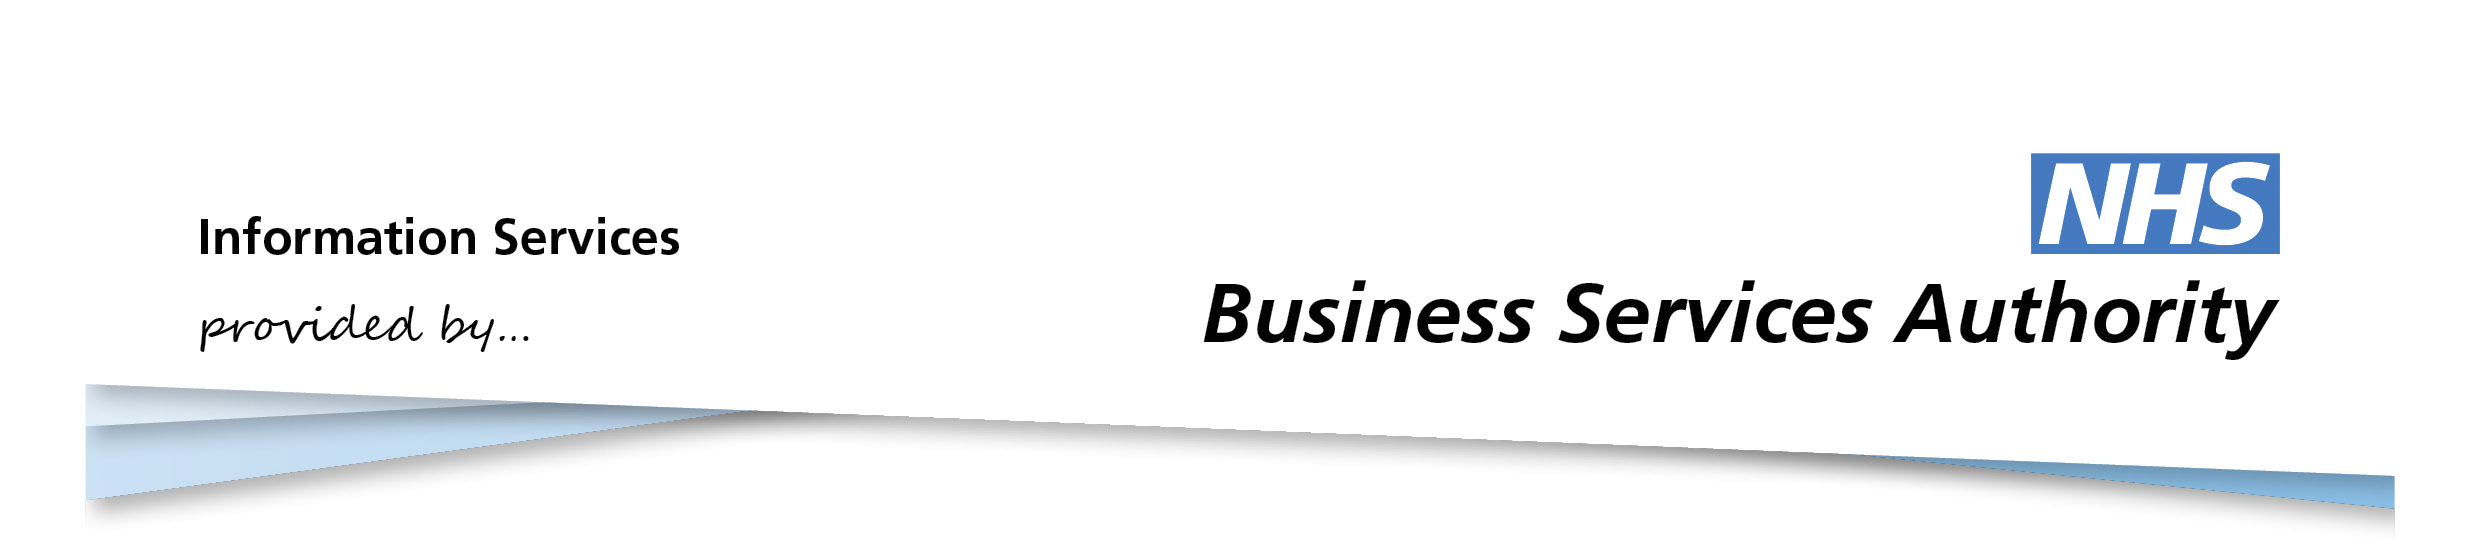 Information Services
provided by...
NHS
Business Services Authority